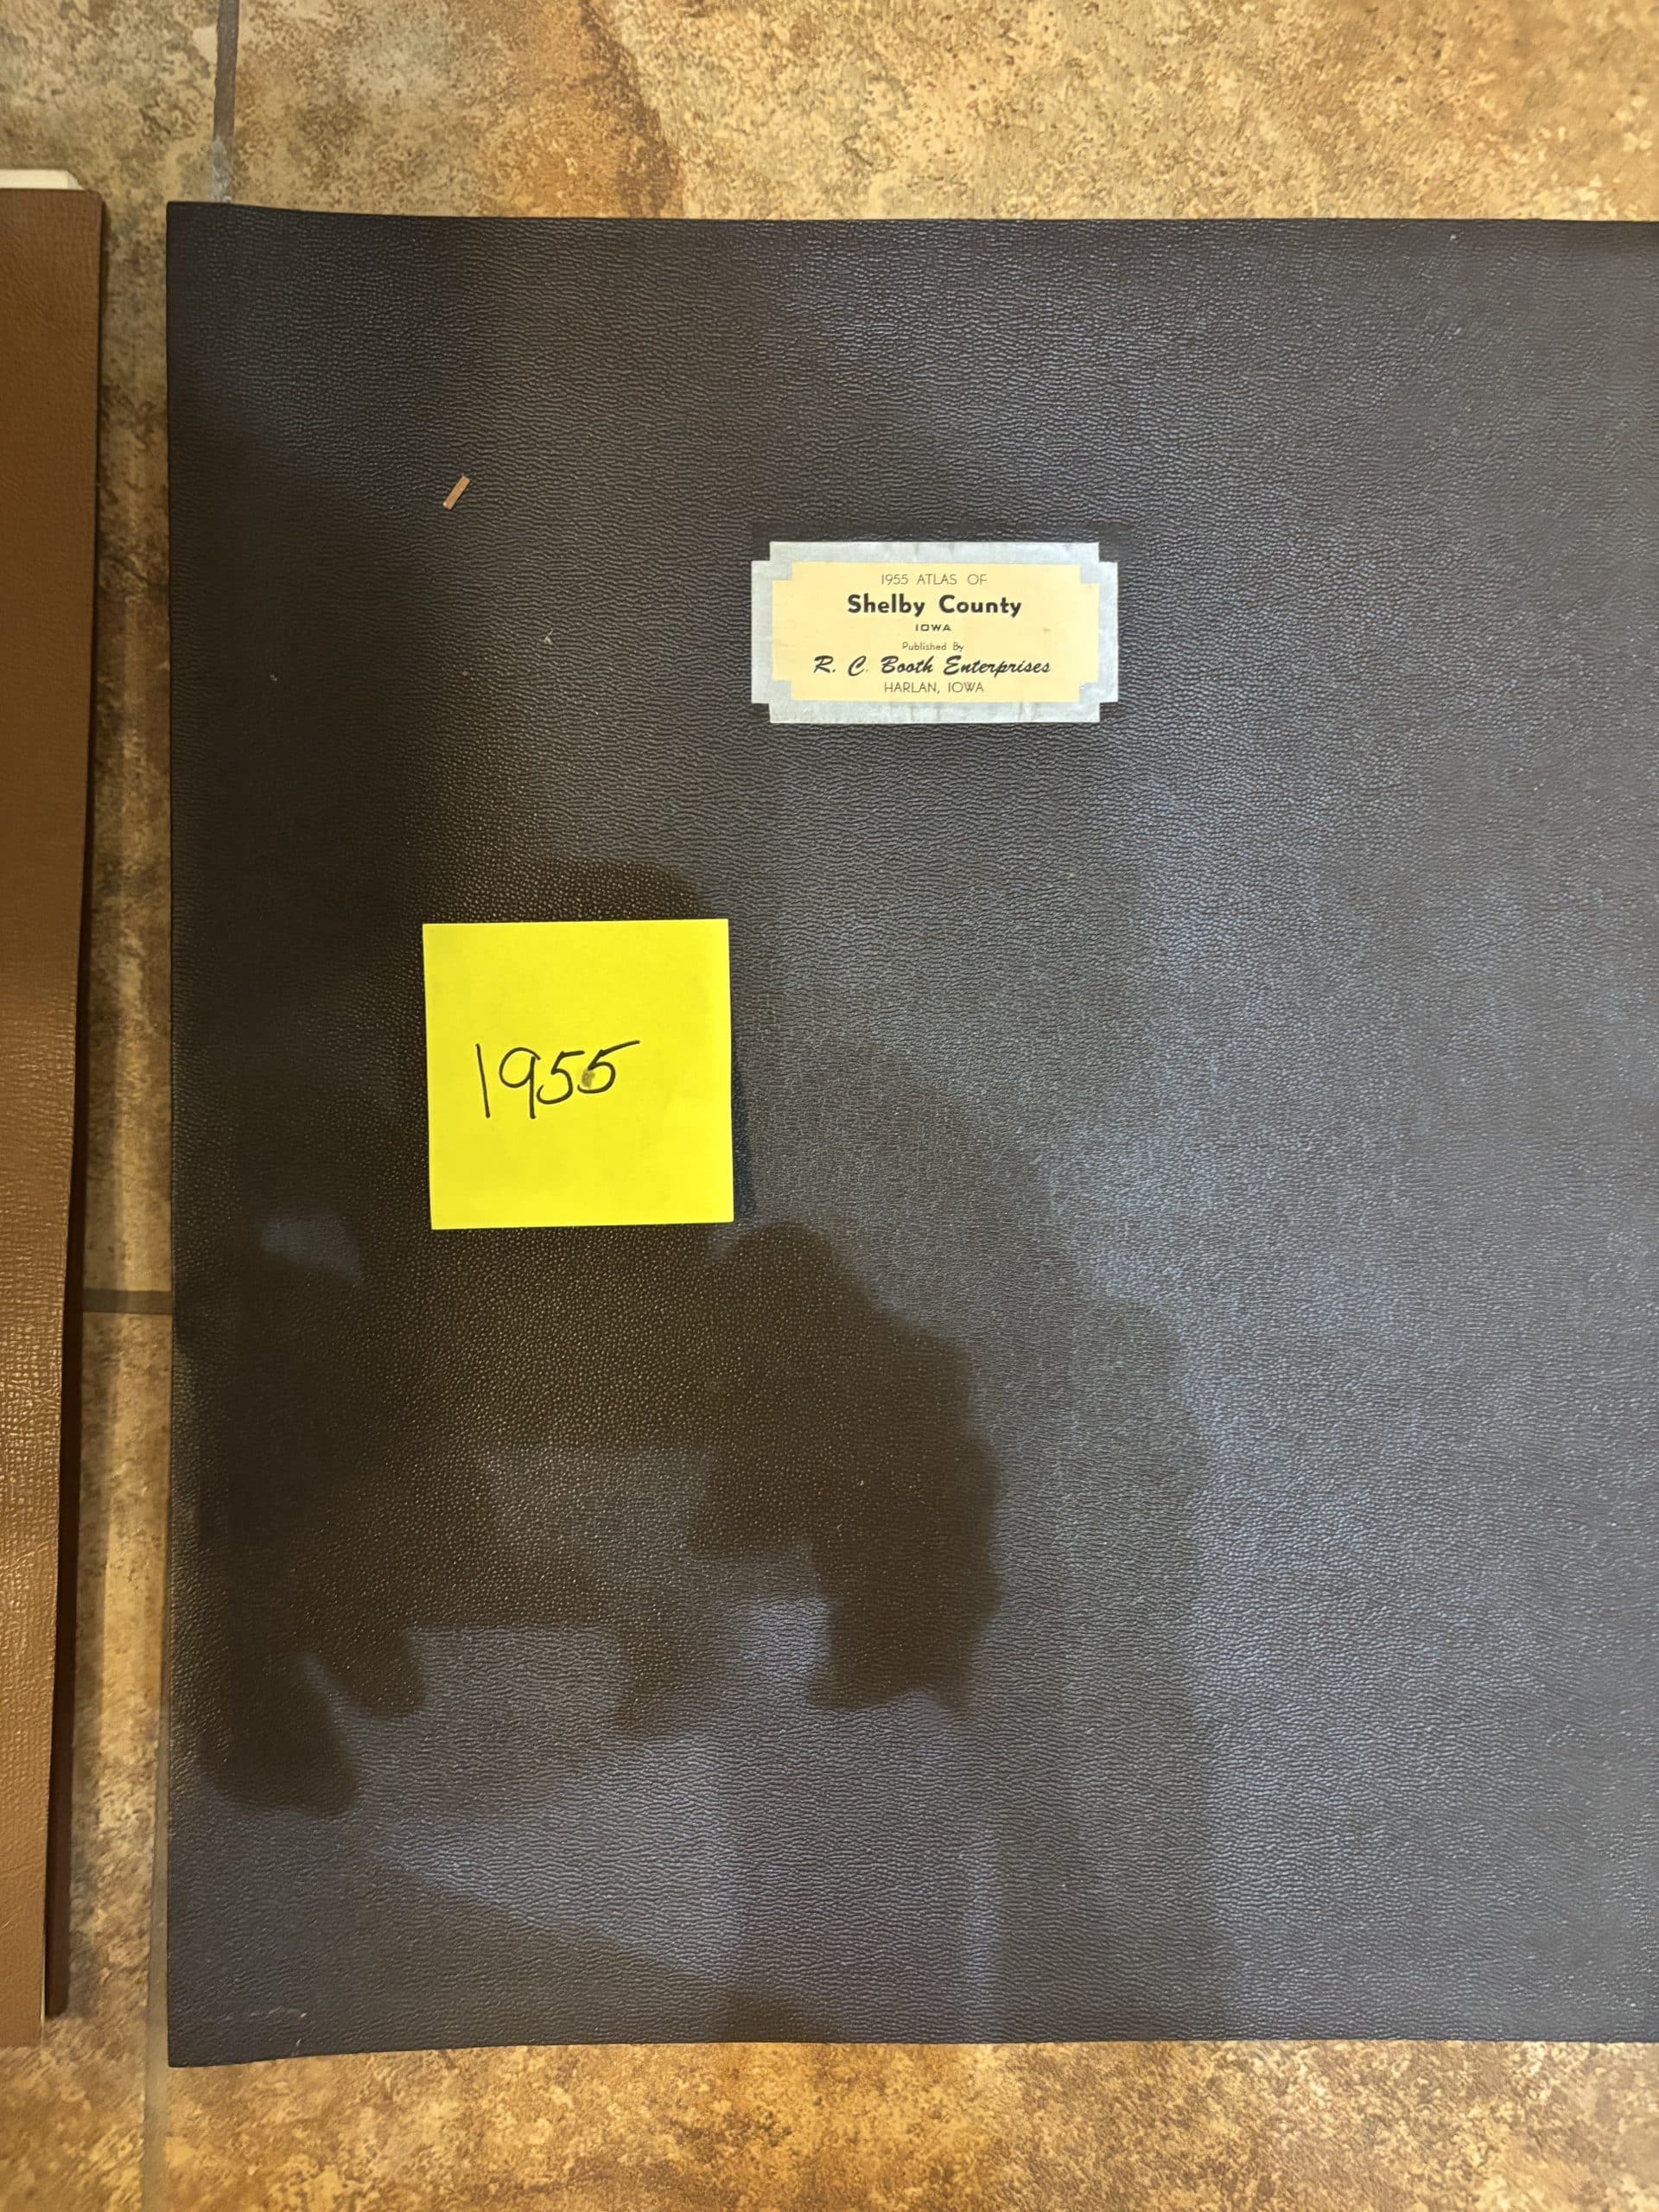 1955 ATLAS OF
Shelby County
IOWA
Published By
R. C. Booth Enterprises
HARLAN, IOWA
1955